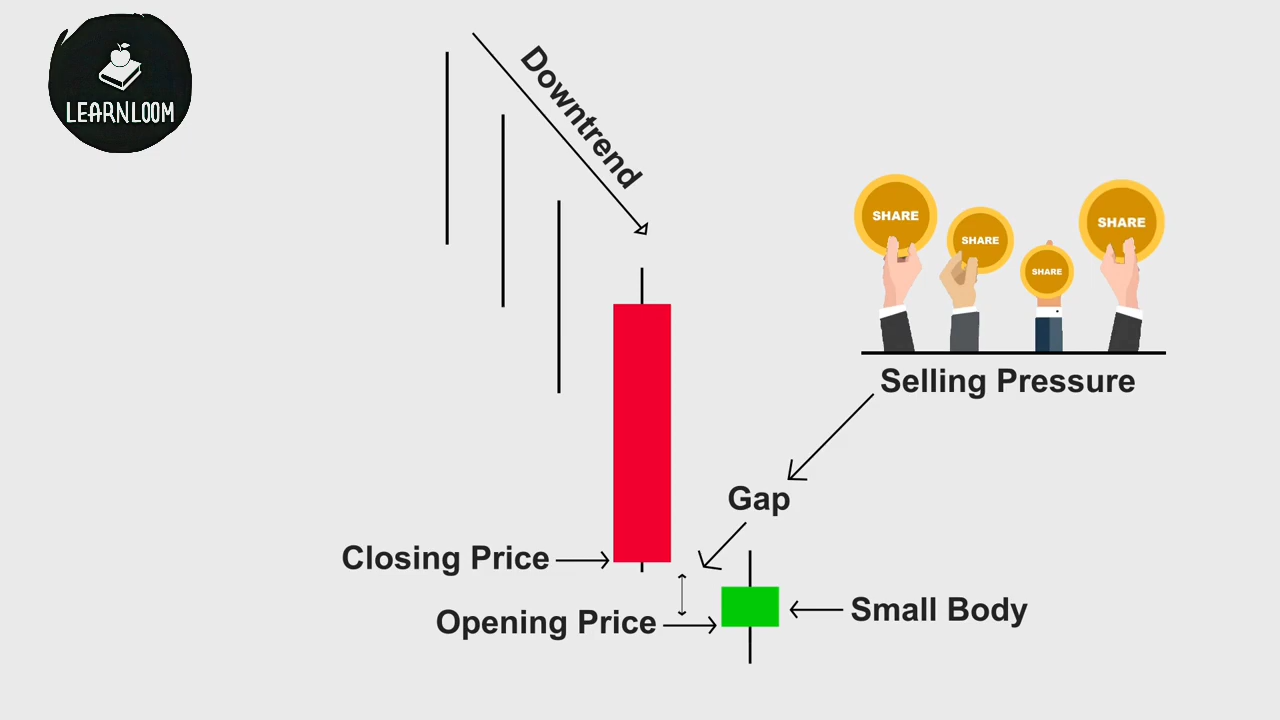 LEARNLOOM
Downtrend
SHARE
SHARE
SHARE
SHARE
Selling Pressure
Gap
Closing Price
Opening Price
Small Body